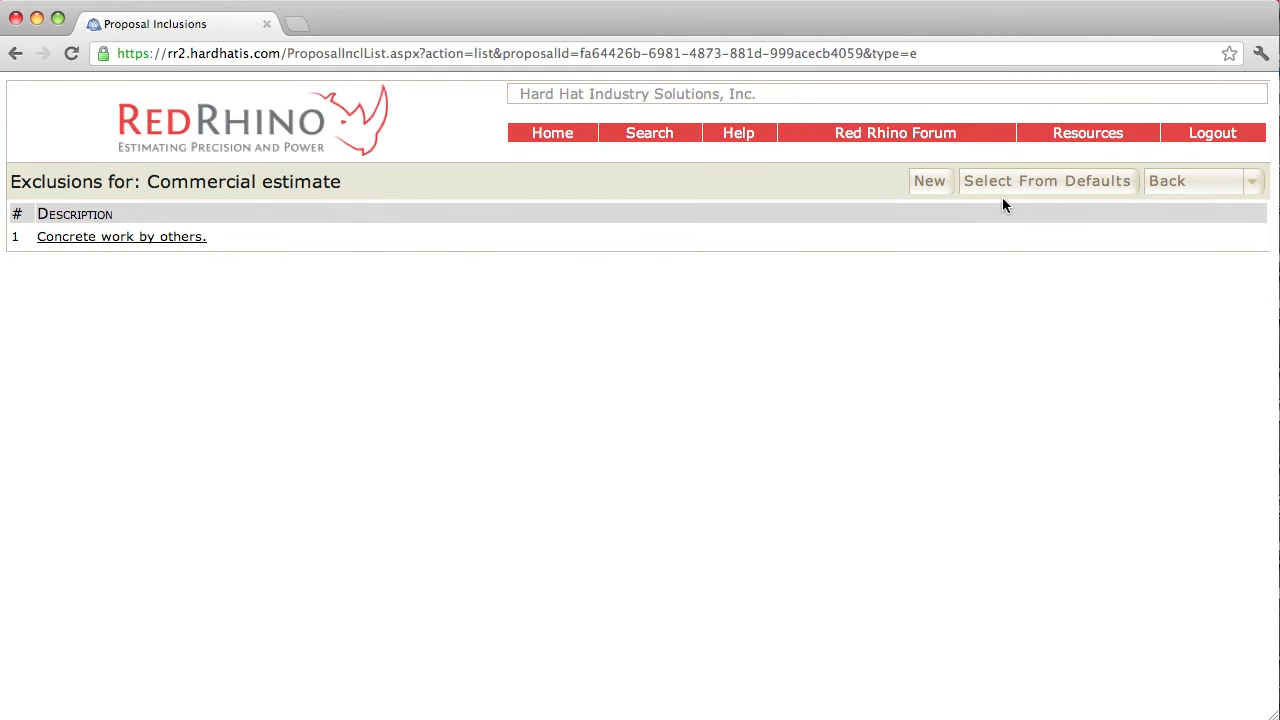 Proposal Inclusions
https://rr2.hardhatis.com/ProposalInclList.aspx?action=list&proposalId=fa64426b-6981-4873-881d-999acecb4059&type=e
REDRHINO
ESTIMATING PRECISION AND POWER
Hard Hat Industry Solutions, Inc.
Home Search Help Red Rhino Forum Resources Logout
Exclusions for: Commercial estimate New Select From Defaults Back
# DESCRIPTION
1 Concrete work by others.